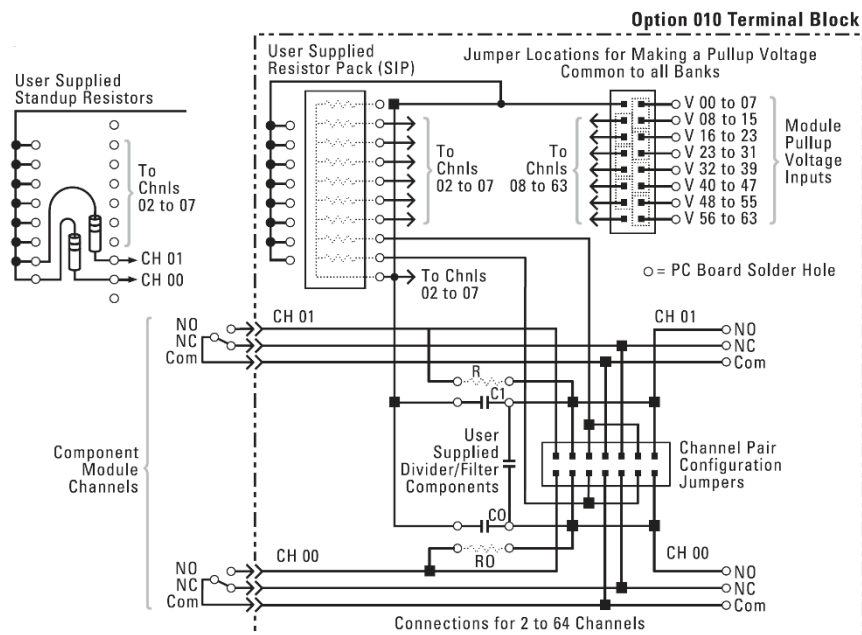 Option 010 Terminal Block
User Supplied
Resistor Pack (SIP)
Jumper Locations for Making a Pullup Voltage
Common to all Banks
User Supplied
Standup Resistors
To
Chnls
02 to 07
CH 01
CH 00
To
Chnls
02 to 07
To
Chnls
08 to 63
V 00 to 07
V 08 to 15
V 16 to 23
V 23 to 31
V 32 to 39
V 40 to 47
V 48 to 55
V 56 to 63
Module
Pullup
Voltage
Inputs
To Chnls
02 to 07
= PC Board Solder Hole
NO
NC
Com
CH 01
CH 01
NO
NC
Com
R
C1
User
Supplied
Divider/Filter
Components
Channel Pair
Configuration
Jumpers
Component
Module
Channels
CO
RO
NO
NC
Com
CH 00
CH 00
NO
NC
Com
Connections for 2 to 64 Channels